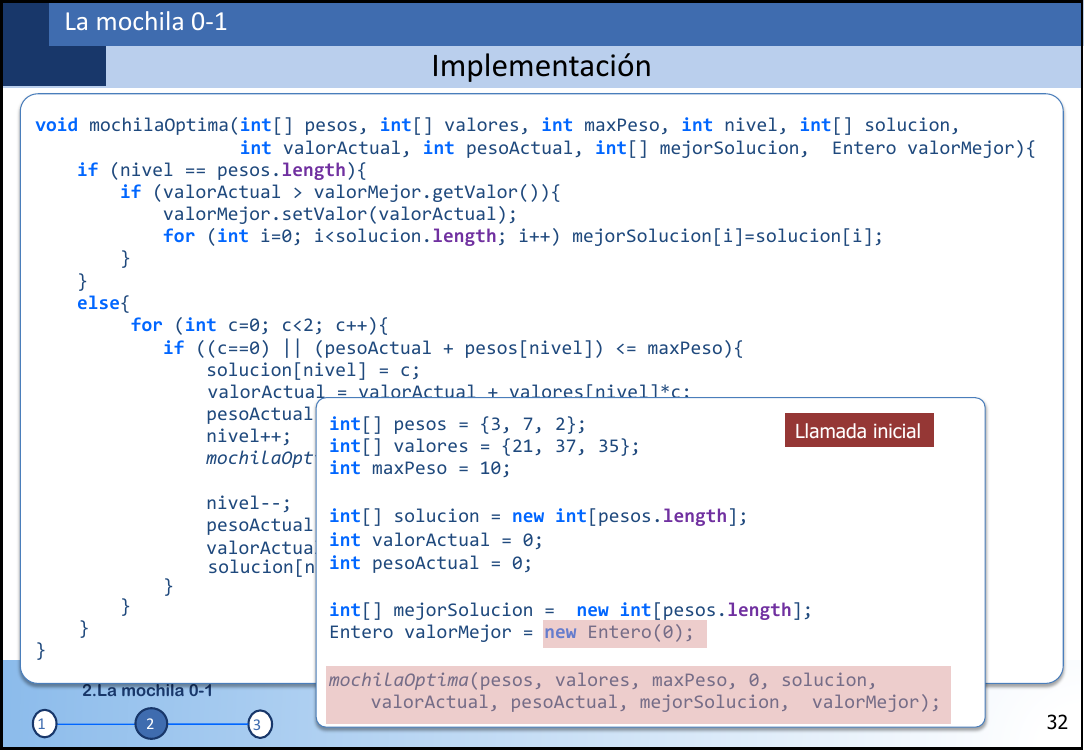 La mochila 0-1
Implementación
void mochilaOptima(int[] pesos, int[] valores, int maxPeso, int nivel, int[] solucion,
int valorActual, int pesoActual, int[] mejorSolucion,  Entero valorMejor){
if (nivel == pesos.length){
if (valorActual > valorMejor.getValor()){
valorMejor.setValor(valorActual);
for (int i=0; i<solucion.length; i++) mejorSolucion[i]=solucion[i];
}
}
else{
for (int c=0; c<2; c++){
if ((c==0) || (pesoActual + pesos[nivel]) <= maxPeso){
solucion[nivel] = c;
valorActual = valorActual + valores[nivel]*c;
pesoActual
nivel++;
nivel--;
pesoActual
}
}
}
}
int[] pesos = {3, 7, 2};
Llamada inicial
int[] valores = {21, 37, 35};
int maxPeso = 10;
int[] solucion = new int[pesos.length];
int valorActual = 0;
int pesoActual = 0;
int[] mejorSolucion =  new int[pesos.length];
Entero valorMejor = new Entero(0);
mochilaOptima(pesos, valores, maxPeso, 0, solucion,
valorActual, pesoActual, mejorSolucion,  valorMejor);
2.La mochila 0-1
1
2
3
32